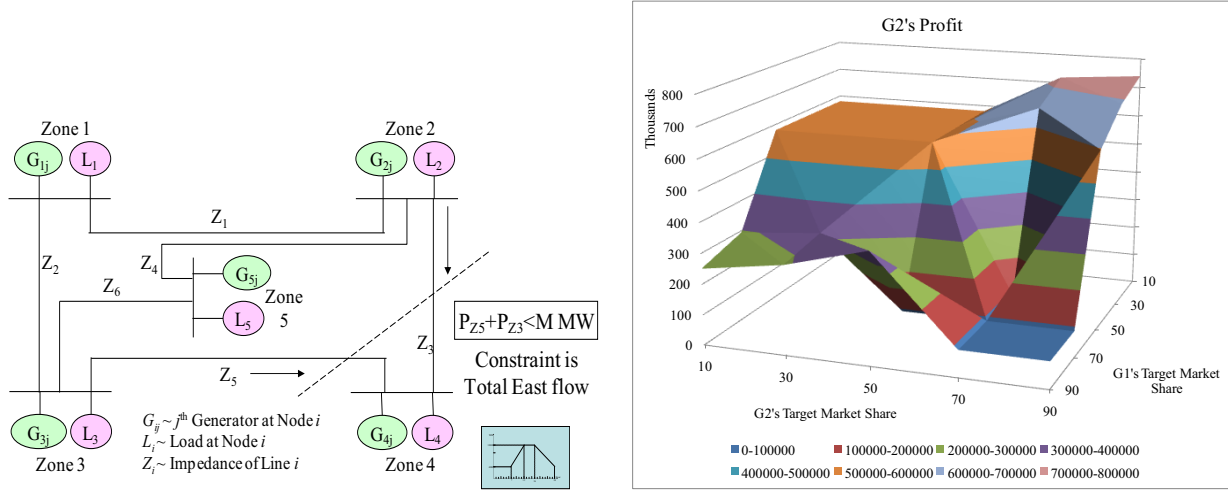 Zone 1
G1j
L1
Zone 2
G2j
L2
Z1
Z4
Z2
G5j
Zone
5
Z6
L5
PZ5+PZ3<M MW
Z3
Constraint is
Total East flow
Z5
Gij ~ jth Generator at Node i
Li ~ Load at Node i
Zi ~ Impedance of Line i
G3j
L3
Zone 3
G4j
L4
Zone 4
G2's Profit
Thousands
800
700
600
500
400
300
200
100
0
10
30
50
70
90
G2's Target Market Share
10
30
50
70
90
G1's Target Market
Share
0-100000
100000-200000
200000-300000
300000-400000
400000-500000
500000-600000
600000-700000
700000-800000